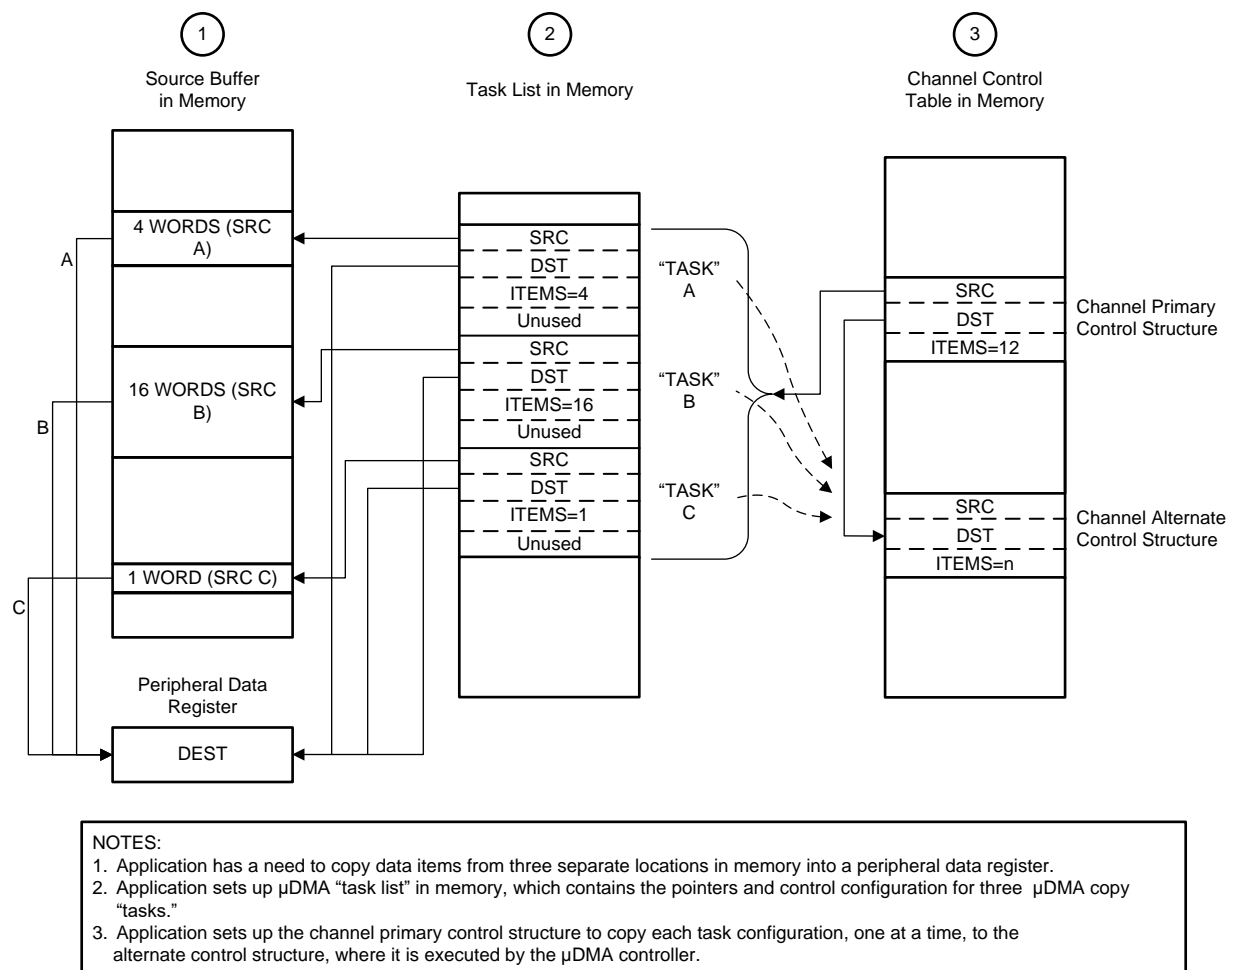 1
2
3
Source Buffer
in Memory
Task List in Memory
Channel Control
Table in Memory
4 WORDS (SRC
A)
16 WORDS (SRC
B)
1 WORD (SRC C)
A
B
C
Peripheral Data
Register
DEST
SRC
DST
ITEMS=4
Unused
SRC
DST
ITEMS=16
Unused
SRC
DST
ITEMS=1
Unused
“TASK”
A
“TASK”
B
“TASK”
C
SRC
DST
ITEMS=12
Channel Primary
Control Structure
SRC
DST
ITEMS=n
Channel Alternate
Control Structure
NOTES:
1. Application has a need to copy data items from three separate locations in memory into a peripheral data register.
2. Application sets up µDMA “task list” in memory, which contains the pointers and control configuration for three µDMA copy
“tasks.”
3. Application sets up the channel primary control structure to copy each task configuration, one at a time, to the
alternate control structure, where it is executed by the µDMA controller.